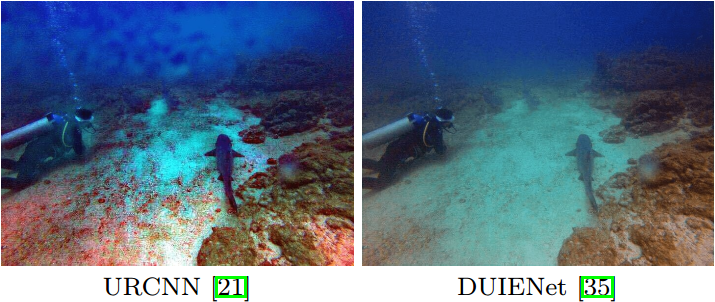 URCNN [21]
DUIENet [35]